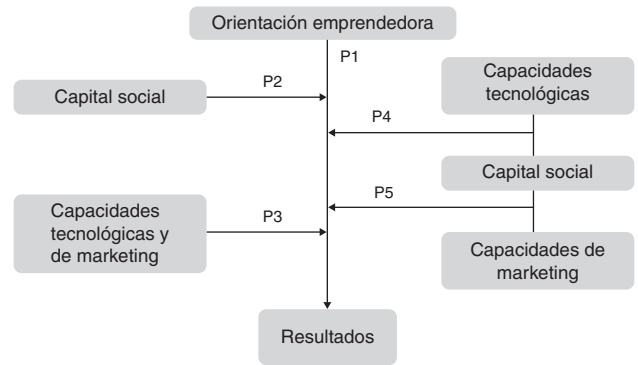 Orientación emprendedora
P1
Capital social
P2
Capacidades
tecnológicas
P4
Capital social
Capacidades
tecnológicas y
de marketing
P3
P5
Capacidades de
marketing
Resultados